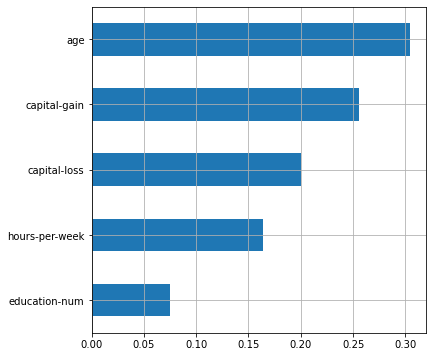 age
capital-gain
capital-loss
hours-per-week
education-num
0.00 0.05 0.10 0.15 0.20 0.25 0.30